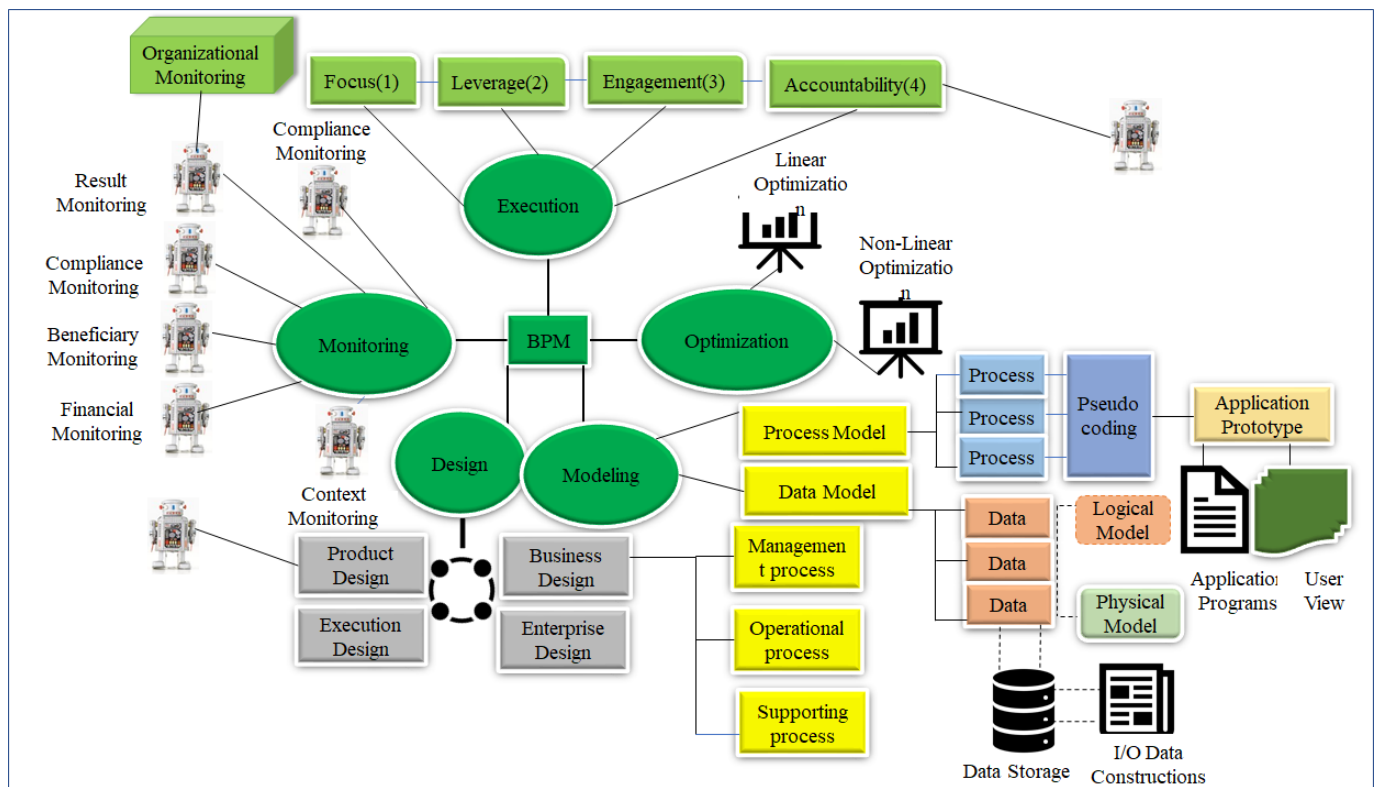 Organizational
Monitoring
Focus(1)
Leverage(2)
Engagement(3)
Accountability(4)
Compliance
Monitoring
Result
Monitoring
Execution
Linear
Optimizatio
n
Non-Linear
Optimizatio
n
Compliance
Monitoring
Beneficiary
Monitoring
Financial
Monitoring
Monitoring
BPM
Optimization
Design
Modeling
Context
Monitoring
Process Model
Data Model
Process
Process
Process
Pseudo
coding
Application
Prototype
Data
Data
Data
Logical
Model
Physical
Model
Application
Programs
User
View
Product
Design
Execution
Design
Business
Design
Enterprise
Design
Managemen
t process
Operational
process
Supporting
process
Data Storage
I/O Data
Constructions